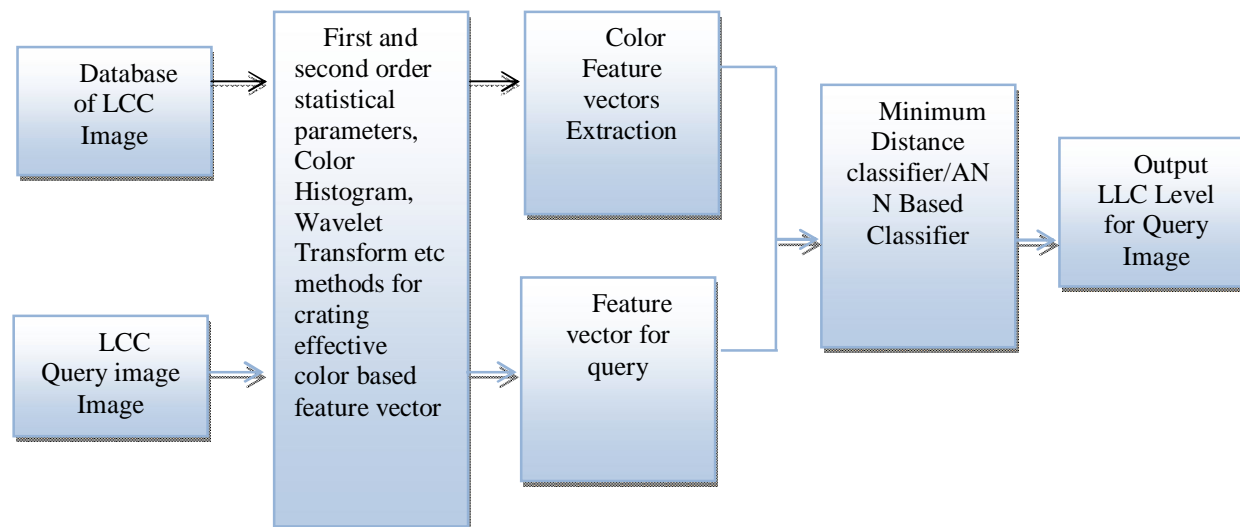 Database
of LCC
Image
First and
second order
statistical
parameters,
Color
Histogram,
Wavelet
Transform etc
methods for
crating
effective
color based
feature vector
Color
Feature
vectors
Extraction
Minimum
Distance
classifier/AN
N Based
Classifier
Output
LLC Level
for Query
Image
LCC
Query image
Image
Feature
vector for
query